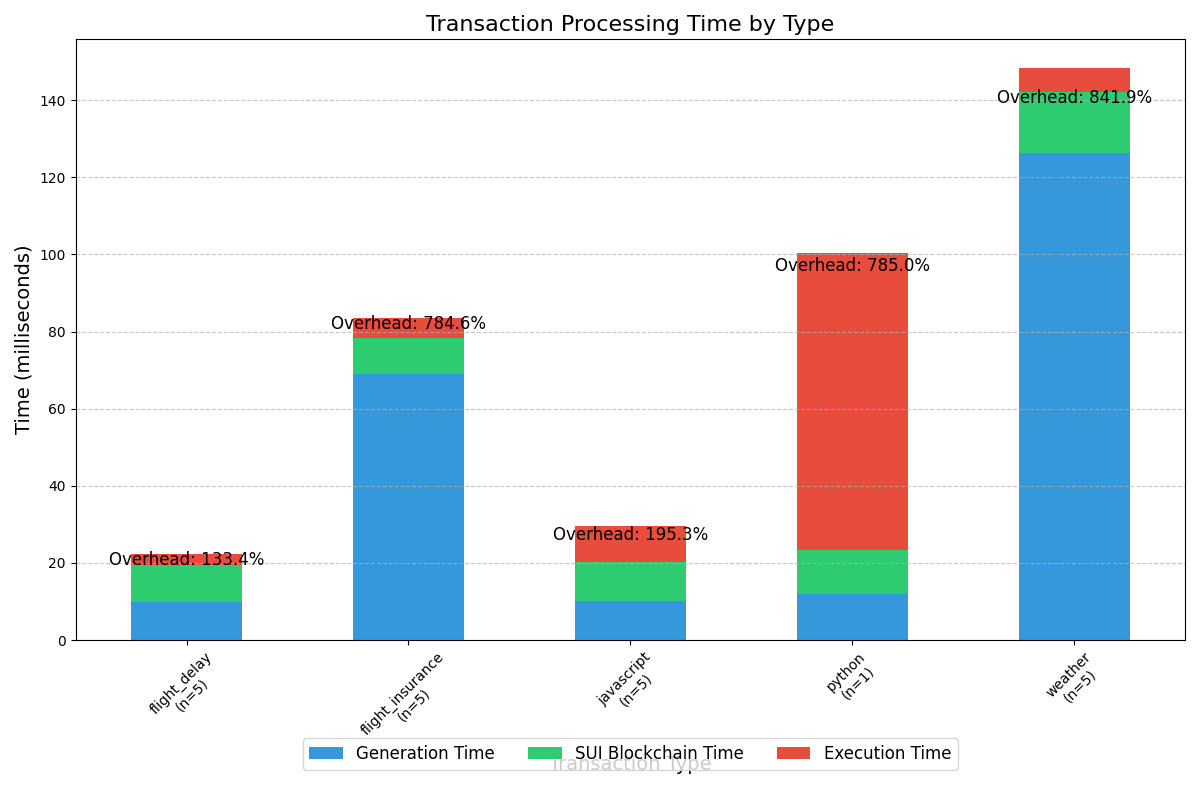 Transaction Processing Time by Type
Time (milliseconds)
140
120
100
80
60
40
20
0
Overhead: 133.4%
Overhead: 784.6%
Overhead: 195.3%
Overhead: 785.0%
Overhead: 841.9%
flight_delay
(n=5)
flight_insurance
(n=5)
javascript
(n=5)
python
(n=1)
weather
(n=5)
Generation Time
SUI Blockchain Time
Execution Time
Transaction Type